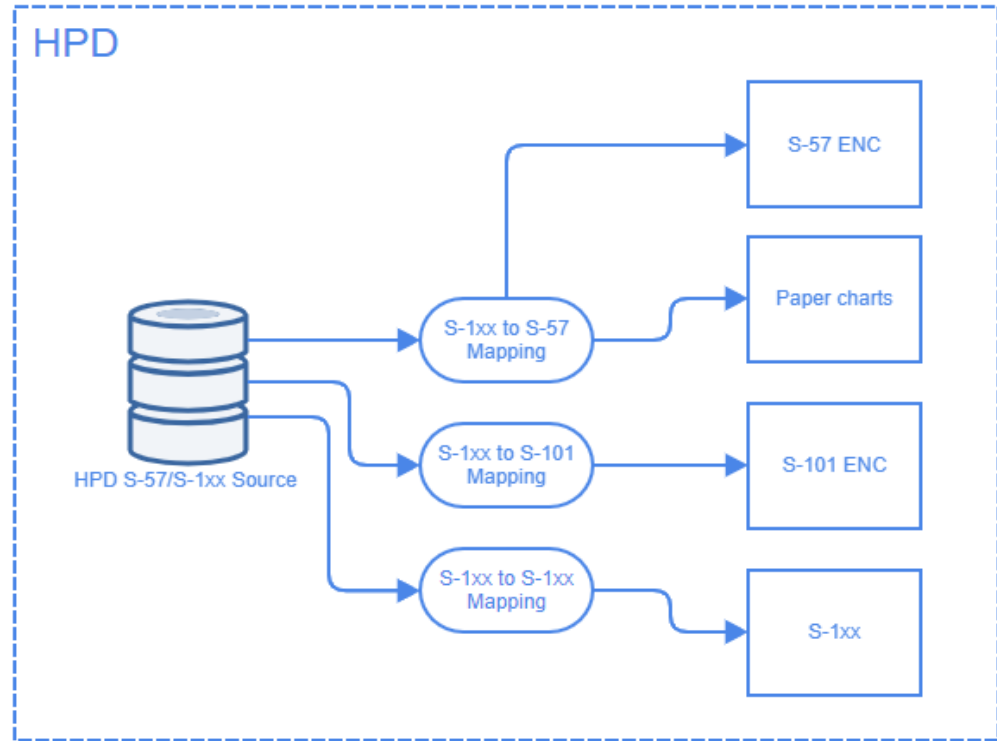 HPD
S-57 ENC
Paper charts
S-1xx to S-57
Mapping
S-1xx to S-101
Mapping
S-101 ENC
HPD S-57/S-1xx Source
S-1xx to S-1xx
Mapping
S-1xx